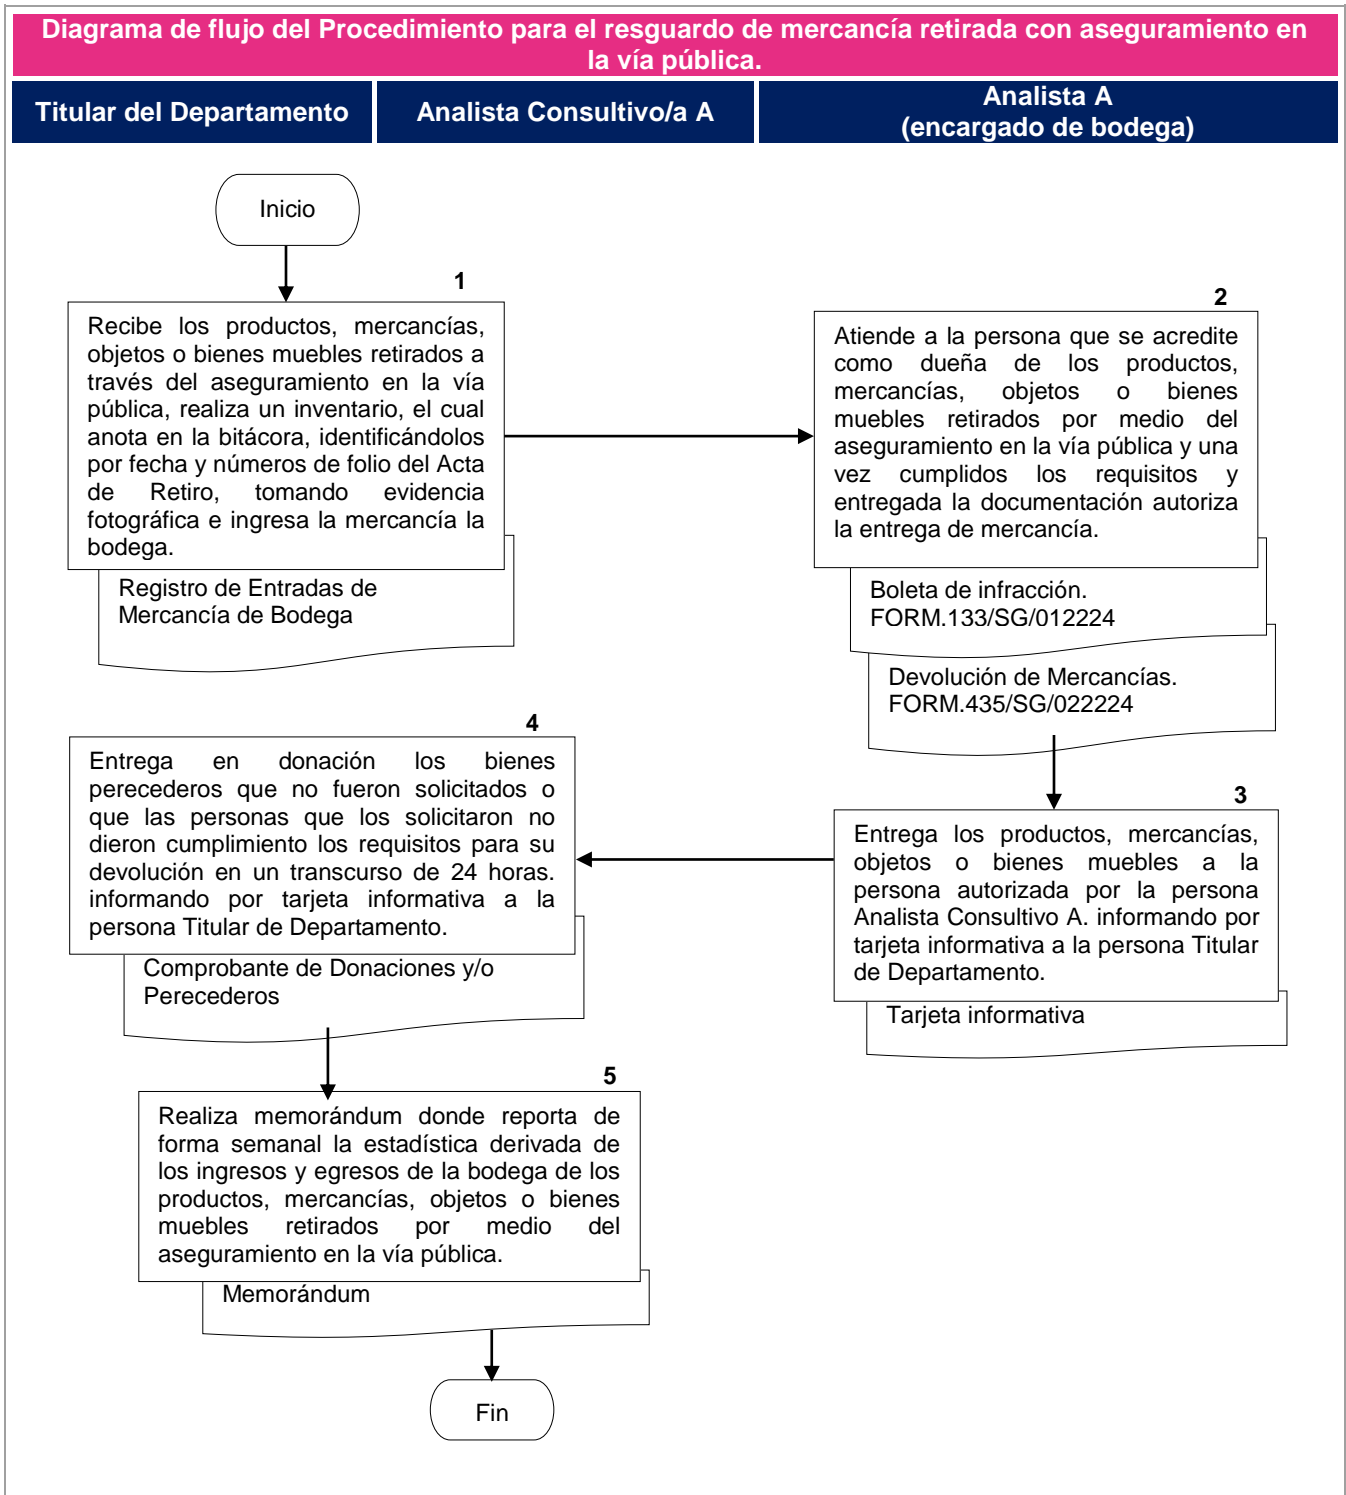 Diagrama de flujo del Procedimiento para el resguardo de mercancía retirada con aseguramiento en
la vía pública.
Titular del Departamento
Analista Consultivo/a A
Analista A
(encargado de bodega)
Inicio
1
Recibe los productos, mercancías,
objetos o bienes muebles retirados a
través del aseguramiento en la vía
pública, realiza un inventario, el cual
anota en la bitácora, identificándolos
por fecha y números de folio del Acta
de Retiro, tomando evidencia
fotográfica e ingresa la mercancía la
bodega.
Registro de Entradas de
Mercancía de Bodega
2
Atiende a la persona que se acredite
como dueña de los productos,
mercancías, objetos o bienes
muebles retirados por medio del
aseguramiento en la vía pública y una
vez cumplidos los requisitos y
entregada la documentación autoriza
la entrega de mercancía.
Boleta de infracción.
FORM.133/SG/012224
Devolución de Mercancías.
FORM.435/SG/022224
3
Entrega los productos, mercancías,
objetos o bienes muebles a la
persona autorizada por la persona
Analista Consultivo A. informando por
tarjeta informativa a la persona Titular
de Departamento.
Tarjeta informativa
4
Entrega en donación los bienes
perecederos que no fueron solicitados o
que las personas que los solicitaron no
dieron cumplimiento los requisitos para su
devolución en un transcurso de 24 horas.
informando por tarjeta informativa a la
persona Titular de Departamento.
Comprobante de Donaciones y/o
Perecederos
5
Realiza memorándum donde reporta de
forma semanal la estadística derivada de
los ingresos y egresos de la bodega de los
productos, mercancías, objetos o bienes
muebles retirados por medio del
aseguramiento en la vía pública.
Memorándum
Fin